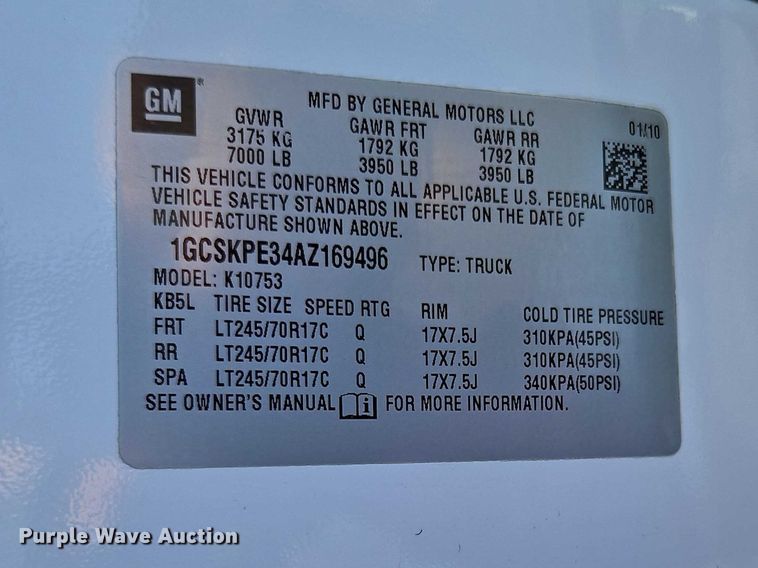 GM
MFD BY GENERAL MOTORS LLC
01/10
GVWR GAWR FRT GAWR RR
3175 KG 1792 KG 1792 KG
7000 LB 3950 LB 3950 LB
THIS VEHICLE CONFORMS TO ALL APPLICABLE U.S. FEDERAL MOTOR
VEHICLE SAFETY STANDARDS IN EFFECT ON THE DATE OF
MANUFACTURE SHOWN ABOVE.
1GCSKPE34AZ169496 TYPE: TRUCK
MODEL: K10753
KB5L TIRE SIZE SPEED RTG RIM COLD TIRE PRESSURE
FRT LT245/70R17C Q 17X7.5J 310KPA(45PSI)
RR LT245/70R17C Q 17X7.5J 310KPA(45PSI)
SPA LT245/70R17C Q 17X7.5J 340KPA(50PSI)
SEE OWNER'S MANUAL i FOR MORE INFORMATION.
Purple Wave Auction